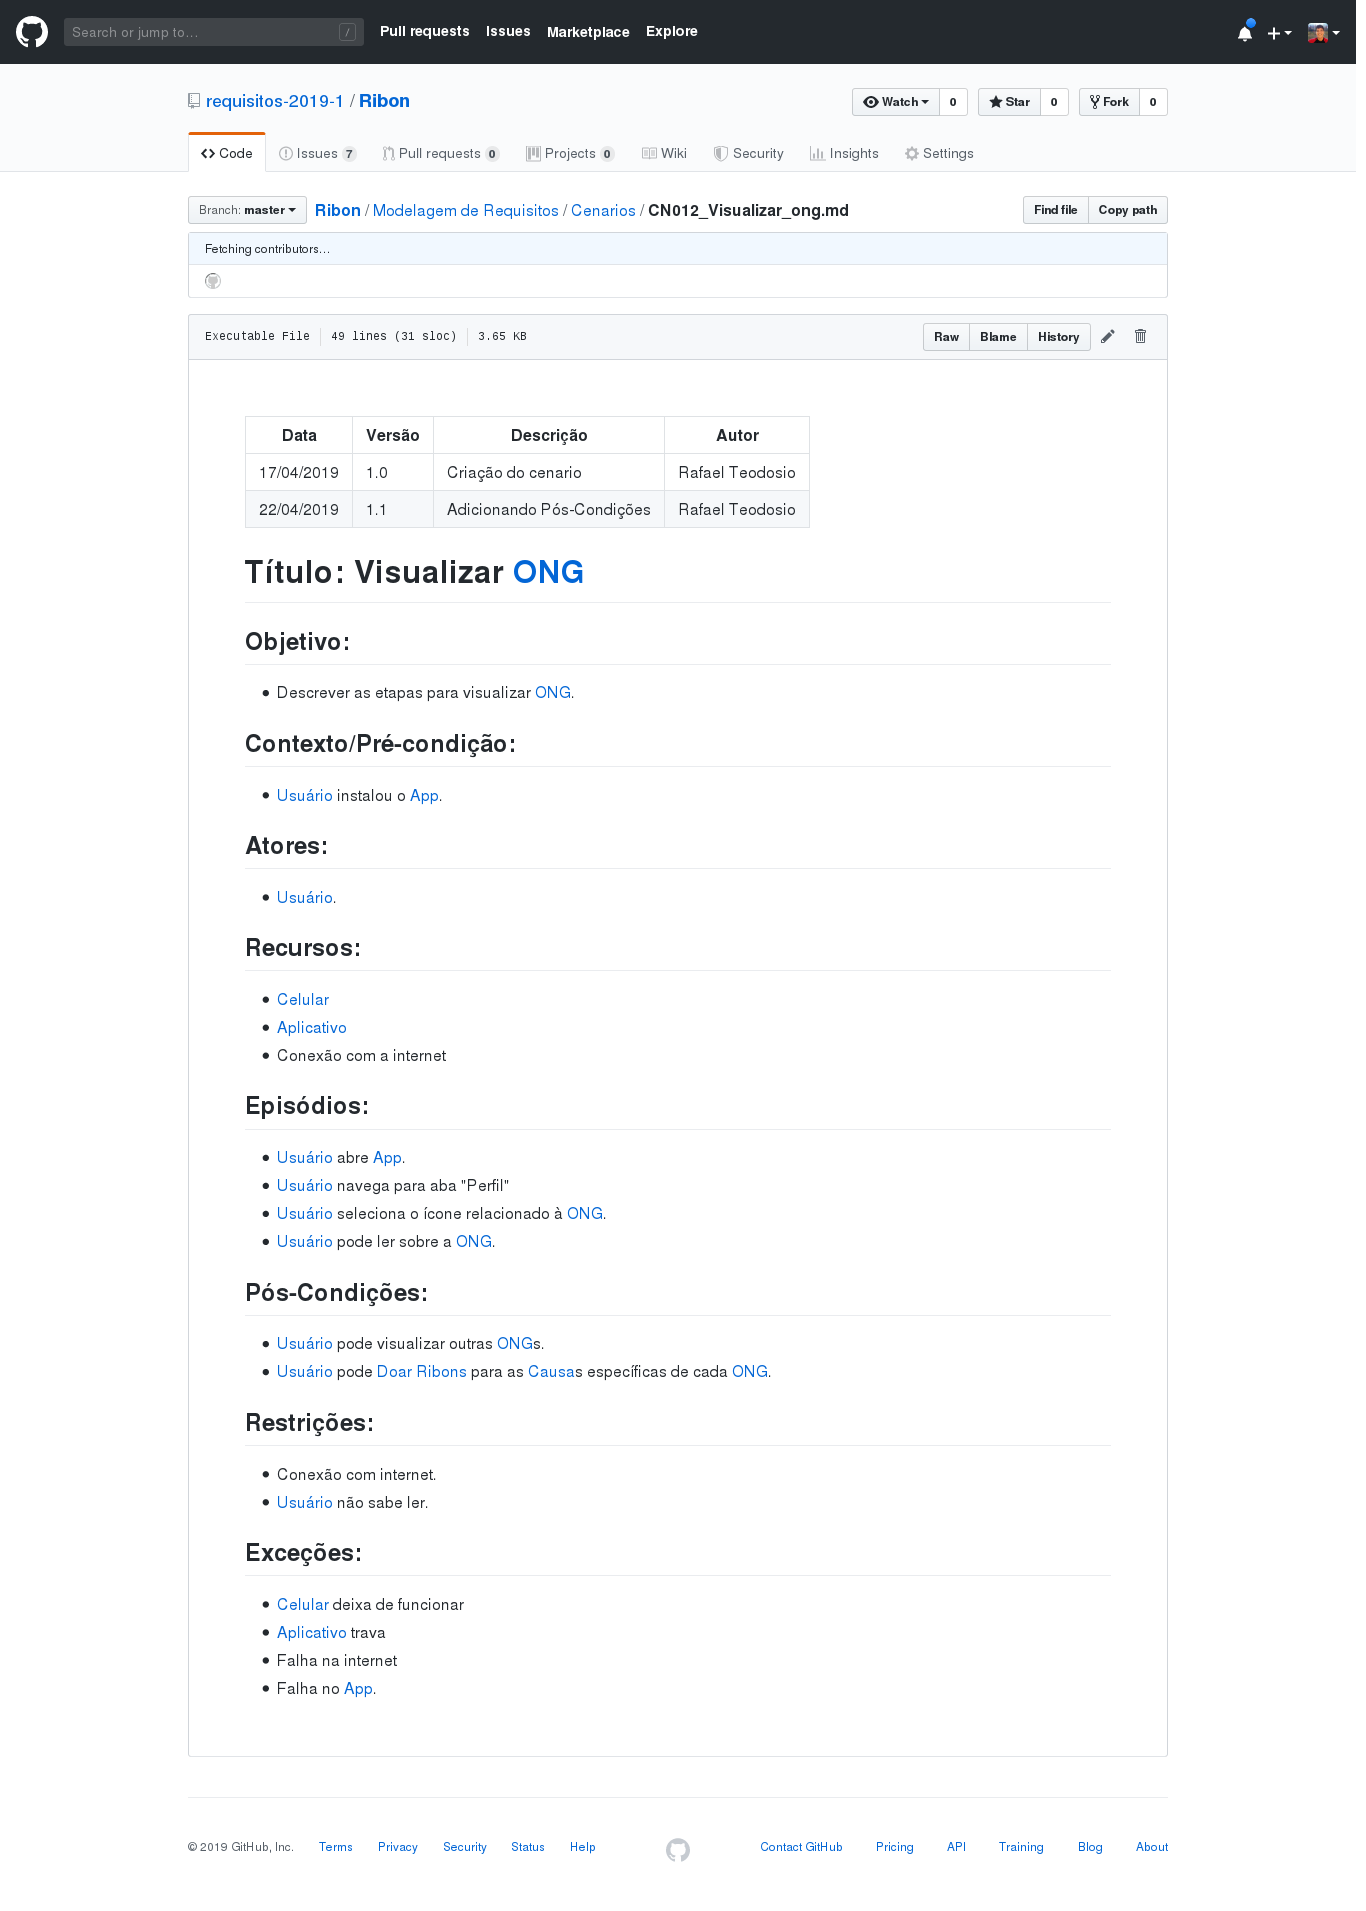 Search or jump to… / Pull requests Issues Marketplace Explore
requisitos-2019-1 / Ribon Watch 0 Star 0 Fork 0
Code Issues 7 Pull requests 0 Projects 0 Wiki Security Insights Settings
Branch: master Ribon / Modelagem de Requisitos / Cenarios / CN012_Visualizar_ong.md Find file Copy path
Fetching contributors…
Executable File 49 lines (31 sloc) 3.65 KB Raw Blame History
Data Versão Descrição Autor
17/04/2019 1.0 Criação do cenario Rafael Teodosio
22/04/2019 1.1 Adicionando Pós-Condições Rafael Teodosio
Título: Visualizar ONG
Objetivo:
• Descrever as etapas para visualizar ONG.
Contexto/Pré-condição:
• Usuário instalou o App.
Atores:
• Usuário.
Recursos:
• Celular
• Aplicativo
• Conexão com a internet
Episódios:
• Usuário abre App.
• Usuário navega para aba "Perfil"
• Usuário seleciona o ícone relacionado à ONG.
• Usuário pode ler sobre a ONG.
Pós-Condições:
• Usuário pode visualizar outras ONGs.
• Usuário pode Doar Ribons para as Causas específicas de cada ONG.
Restrições:
• Conexão com internet.
• Usuário não sabe ler.
Exceções:
• Celular deixa de funcionar
• Aplicativo trava
• Falha na internet
• Falha no App.
© 2019 GitHub, Inc. Terms Privacy Security Status Help Contact GitHub Pricing API Training Blog About